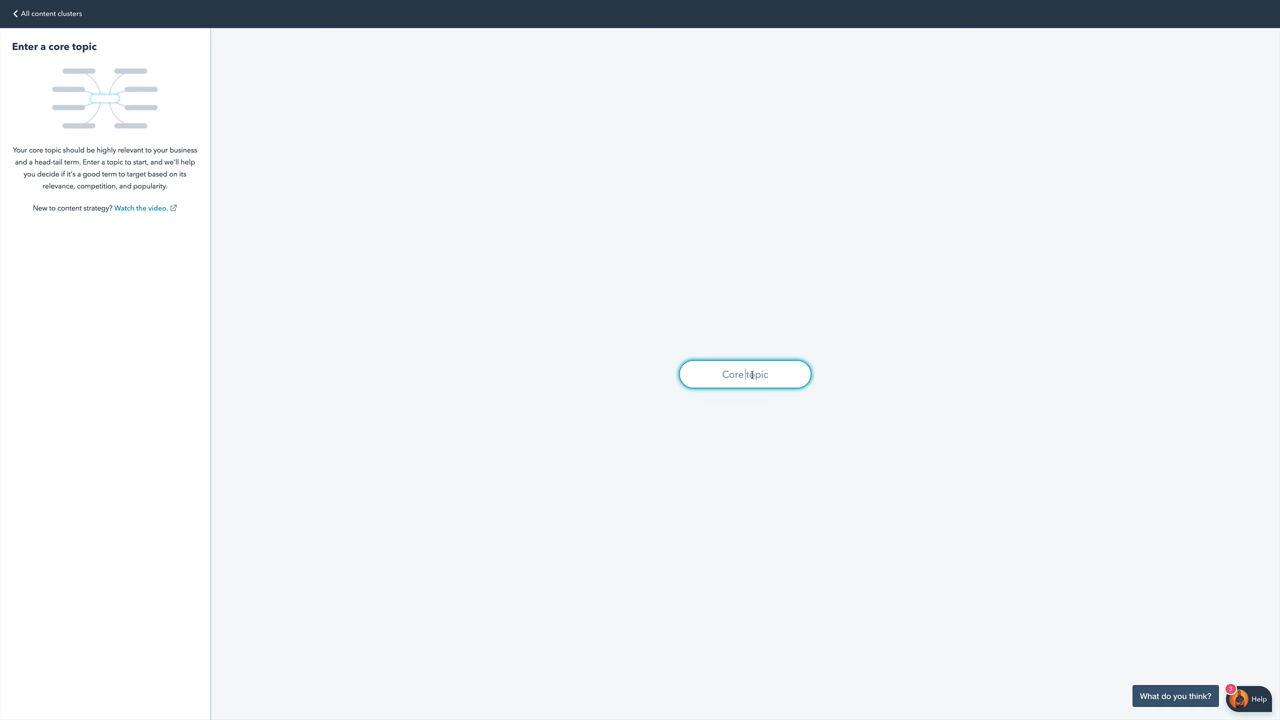 All content clusters
Enter a core topic
Your core topic should be highly relevant to your business
and a head-tail term. Enter a topic to start, and we'll help
you decide if it's a good term to target based on its
relevance, competition, and popularity.
New to content strategy? Watch the video.
Core topic
What do you think?
3
Help